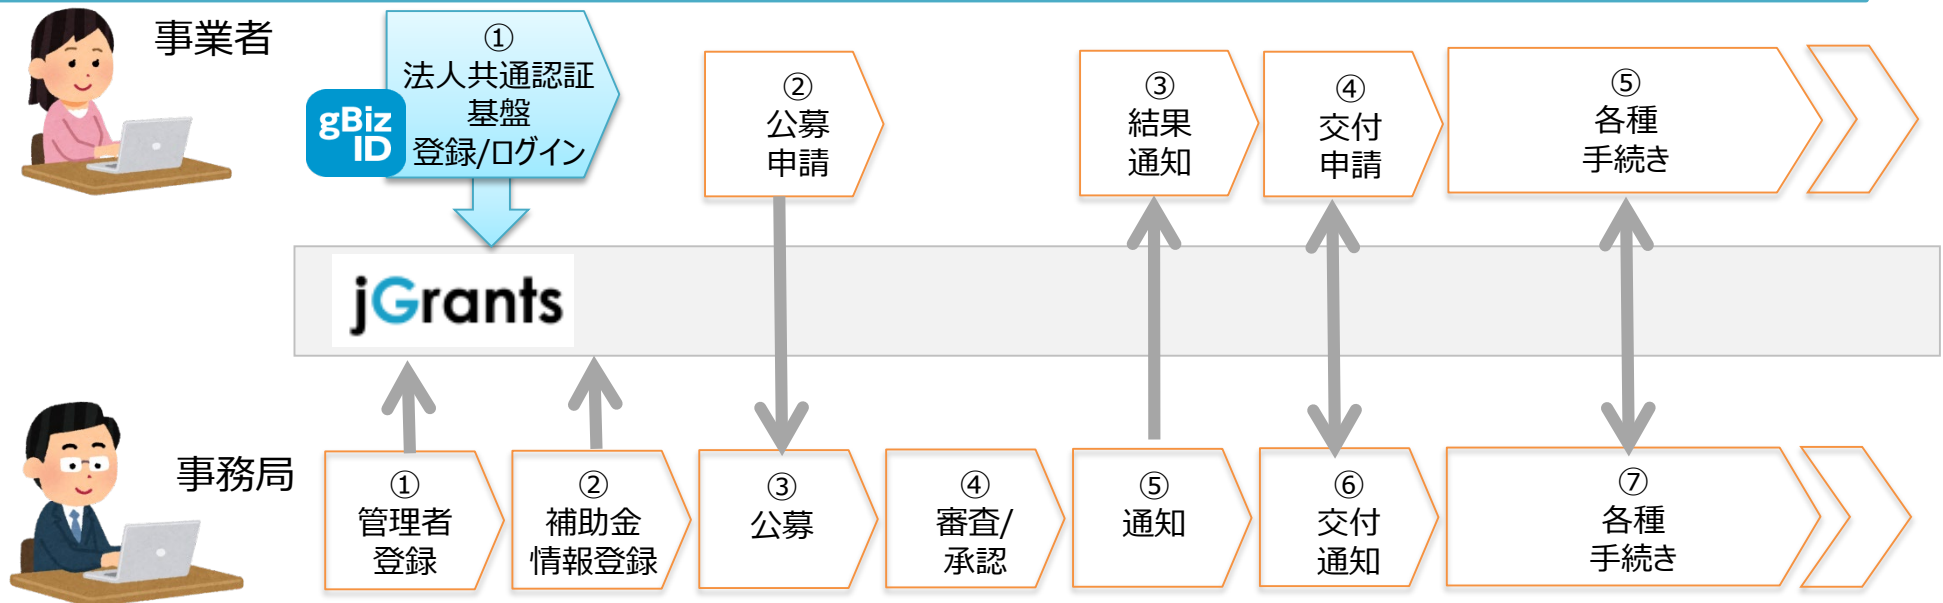 事業者
①
法人共通認証
基盤
登録/ログイン
gBiz
ID
②
公募
申請
③
結果
通知
④
交付
申請
⑤
各種
手続き
jGrants
事務局
①
管理者
登録
②
補助金
情報登録
③
公募
④
審査/
承認
⑤
通知
⑥
交付
通知
⑦
各種
手続き